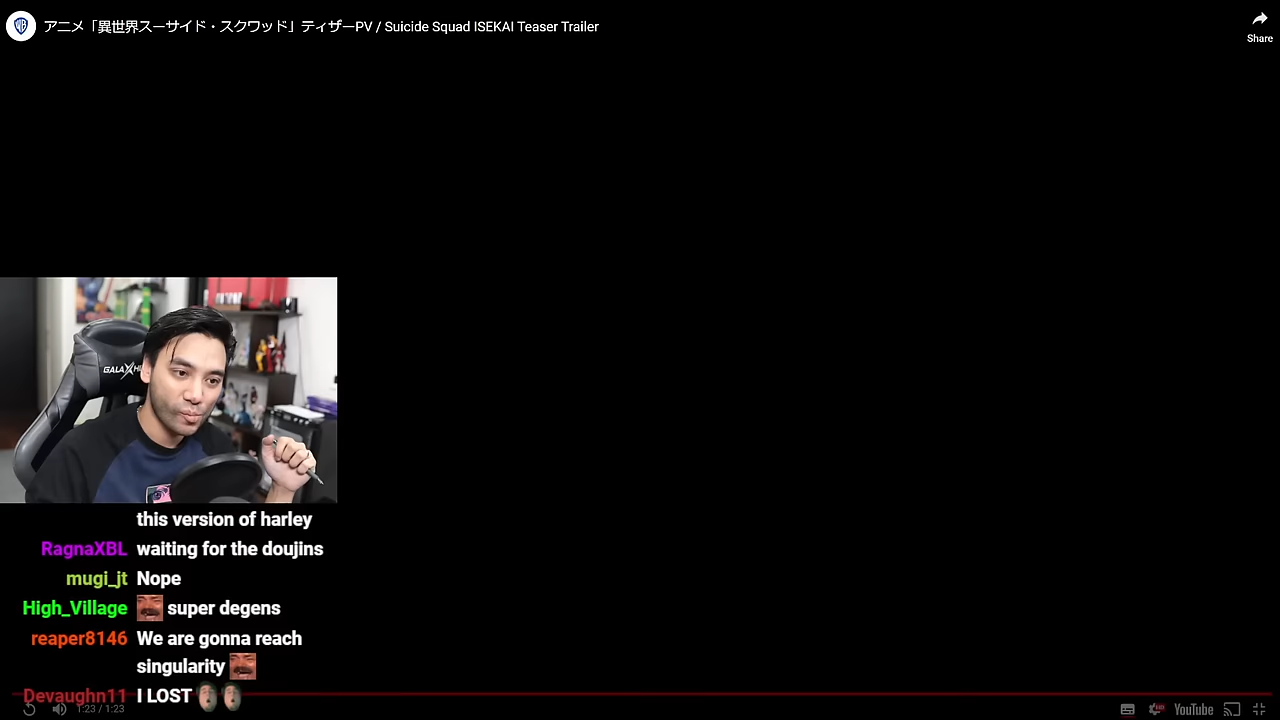 アニメ「異世界スーサイド・スクワッド」ティザーPV / Suicide Squad ISEKAI Teaser Trailer
Share
this version of harley
RagnaXBL waiting for the doujins
mugi_jt Nope
High_Village super degens
reaper8146 We are gonna reach
singularity
Devaughn11 I LOST
1:23 / 1:23
YouTube